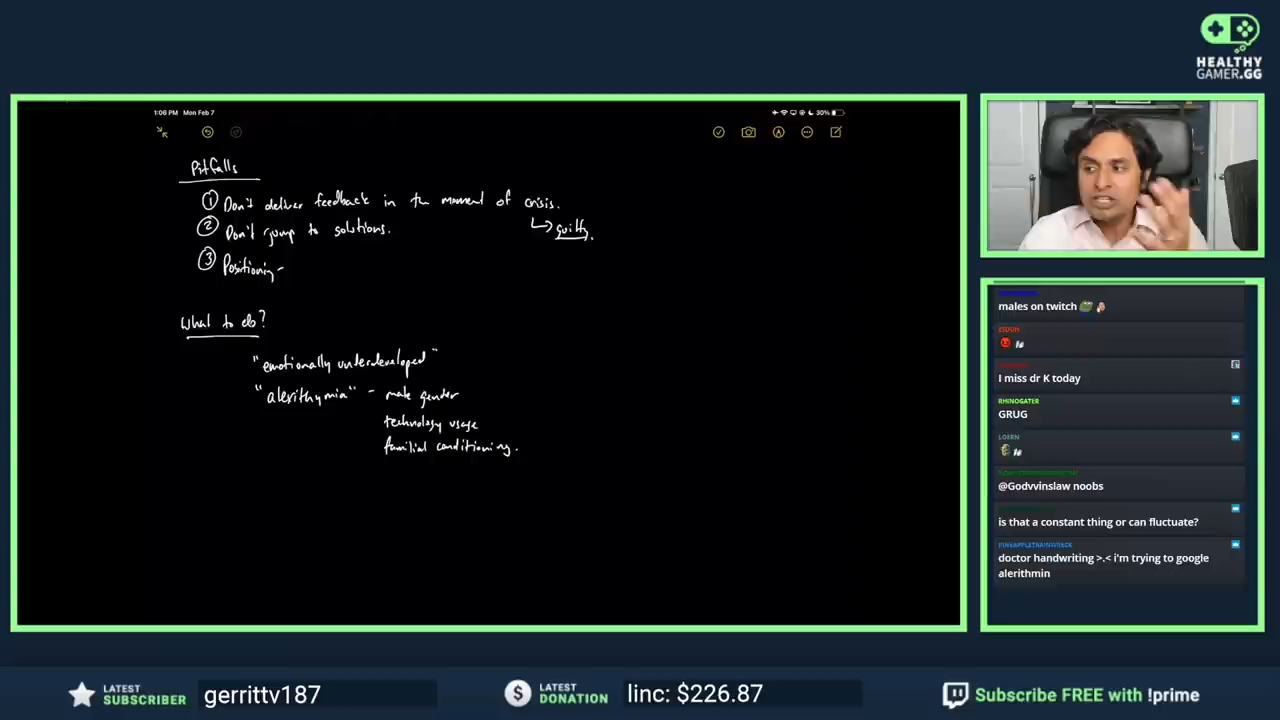 HEALTHY
GAMER.GG
1:06 PM Mon Feb 7
30%
Pitfalls
① Don't deliver feedback in the moment of crisis.
↳ guilty.
② Don't jump to solutions.
③ Positioning -
What to do?
"emotionally underdeveloped"
"alexithymia" - male gender
technology usage
familial conditioning.
males on twitch
I miss dr K today
RHINOGATER
GRUG
LOERN
@Godvvinslaw noobs
is that a constant thing or can fluctuate?
PINEAPPLETRAINWRECK
doctor handwriting >.< i'm trying to google
alerithmin
LATEST
SUBSCRIBER
gerrittv187
$
LATEST
DONATION
linc: $226.87
Subscribe FREE with !prime